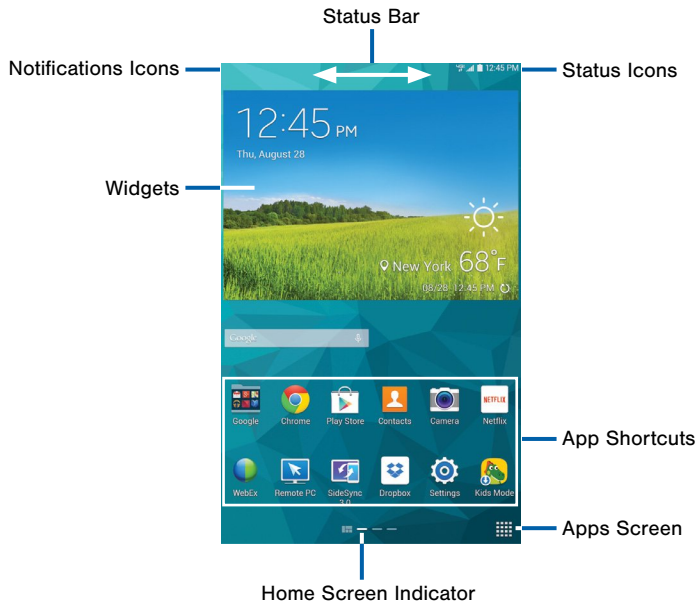 Status Bar
Notifications Icons
Status Icons
12:45 PM
12:45 PM
Thu, August 28
Widgets
New York 68°F
08/28 12:45 PM
Google
Google
Chrome
Play Store
Contacts
Camera
NETFLIX
Netflix
App Shortcuts
WebEx
Remote PC
SideSync
3.0
Dropbox
Settings
Kids Mode
Apps Screen
Home Screen Indicator